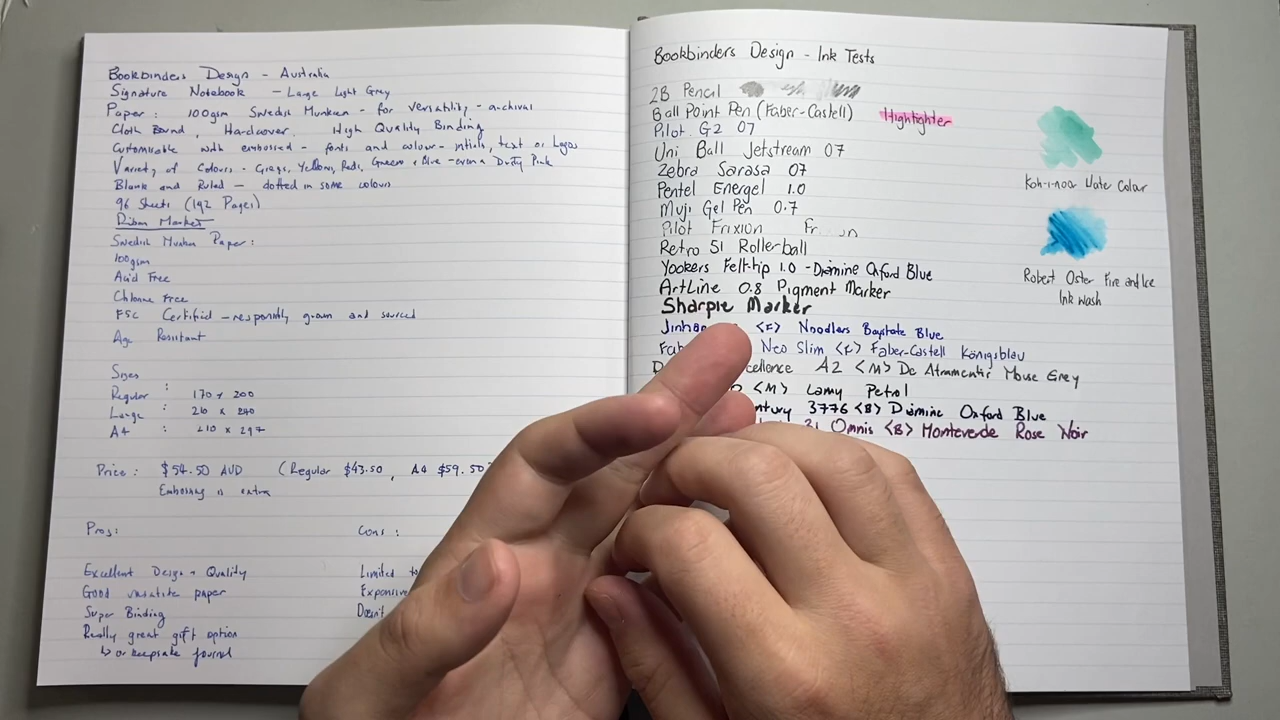 Bookbinders Design - Australia
Signature Notebook - Large Light Grey
Paper: 100gsm Swedish Munken - for versatility - archival
Cloth Bound, Hardcover. High Quality Binding
Customisable with embossed - fonts and colour - initials, text or Logos
Variety of Colours - Greys, Yellows, Reds, Greens + Blue - even a Dusty Pink
Blank and Ruled - dotted in some colours
96 Sheets (192 Pages)
Ribbon Marker
Swedish Munken Paper:
100gsm
Acid Free
Chlorine Free
FSC Certified - responsibly grown and sourced
Age Resistant
Sizes
Regular : 170 x 200
Large : 210 x 240
A4 : 210 x 297
Price: $54.50 AUD (Regular $43.50, A4 $59.50
Embossing is extra
Pros:
Excellent Design + Quality
Good versatile paper
Super Binding
Really great gift option
↳ or keepsake journal
Cons:
Limited to
Expensive
Doesn't
Bookbinders Design - Ink Tests
2B Pencil
Ball Point Pen (Faber-Castell)
Highlighter
Pilot G2 07
Uni Ball Jetstream 07
Zebra Sarasa 07
Pentel Energel 1.0
Muji Gel Pen 0.7
Pilot Frixion
Retro 51 Rollerball
Yookers Felt-tip 1.0 - Diamine Oxford Blue
ArtLine 0.8 Pigment Marker
Sharpie Marker
<F> Noodlers Baystate Blue
Neo Slim <F> Faber-Castell Königsblau
A2 <M> De Atramentis Mouse Grey
<M> Lamy Petrol
3776 <B> Diamine Oxford Blue
Omnis <B> Monteverde Rose Noir
Koh-i-noor Water Colour
Robert Oster Fire and Ice
Ink Wash